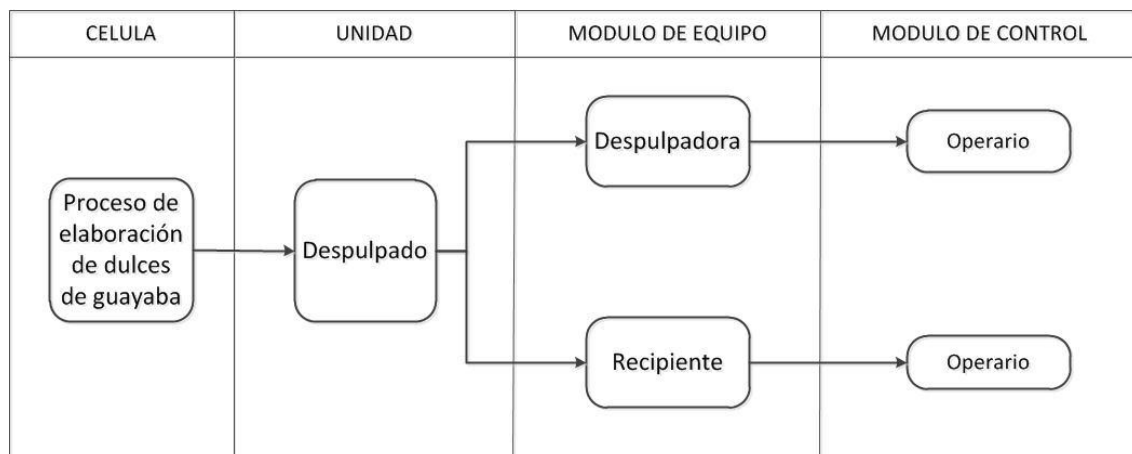 CELULA
UNIDAD
MODULO DE EQUIPO
MODULO DE CONTROL
Proceso de
elaboración
de dulces
de guayaba
Despulpado
Despulpadora
Operario
Recipiente
Operario